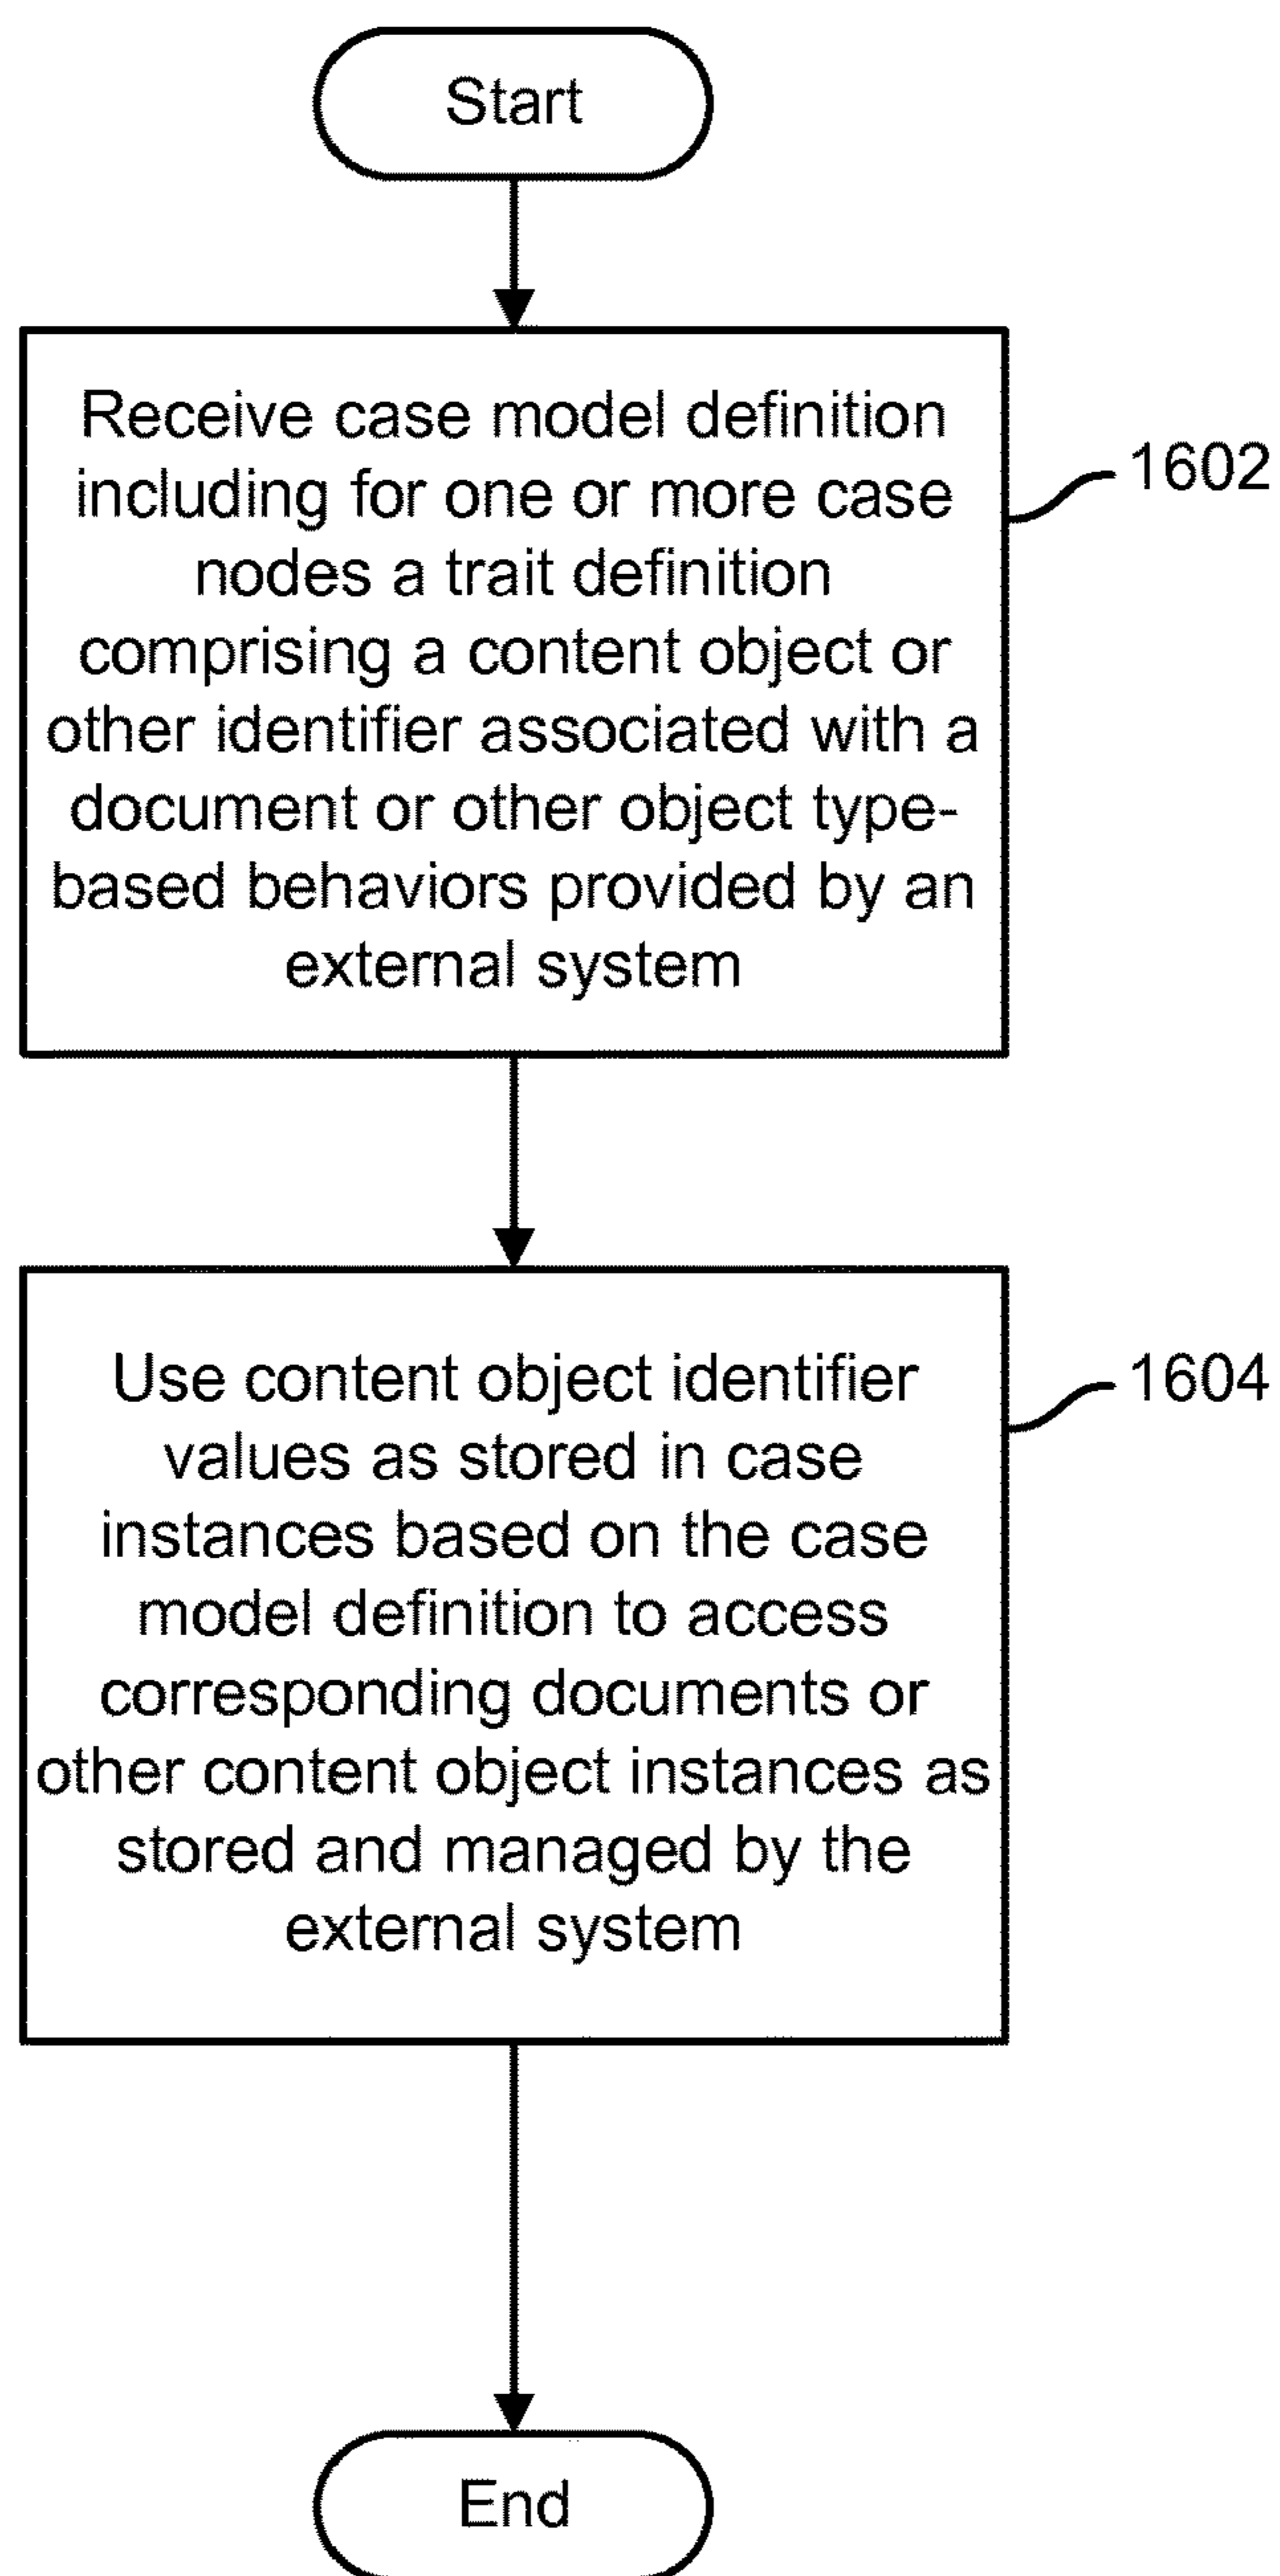 Start
Receive case model definition
including for one or more case
nodes a trait definition
comprising a content object or
other identifier associated with a
document or other object type-
based behaviors provided by an
external system
1602
Use content object identifier
values as stored in case
instances based on the case
model definition to access
corresponding documents or
other content object instances as
stored and managed by the
external system
1604
End